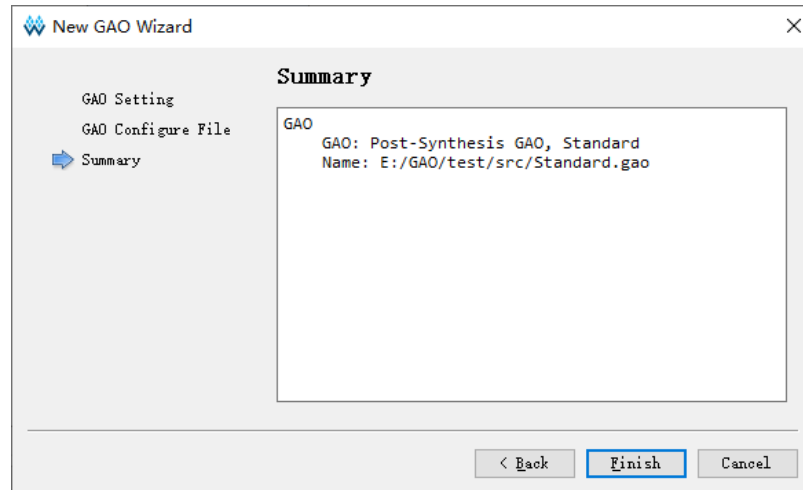 New GAO Wizard
GAO Setting
GAO Configure File
Summary
Summary
GAO
GAO: Post-Synthesis GAO, Standard
Name: E:/GAO/test/src/Standard.gao
< Back
Finish
Cancel